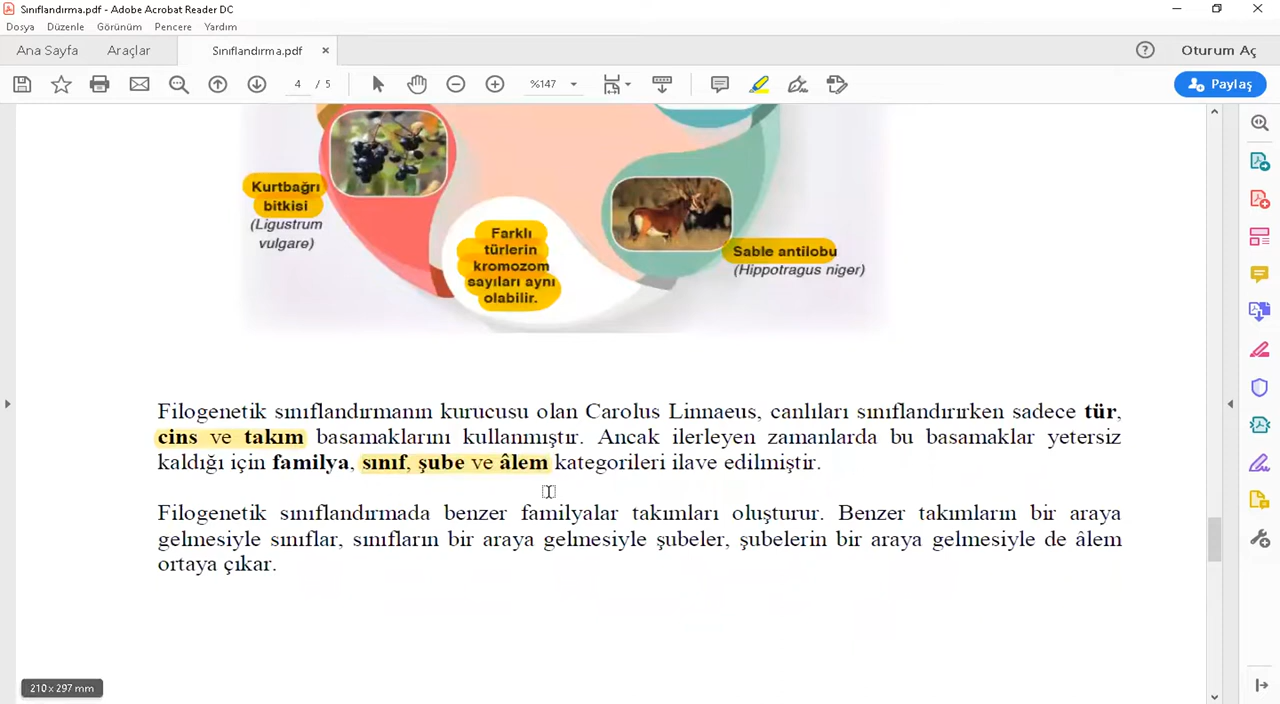 Sınıflandırma.pdf - Adobe Acrobat Reader DC
Dosya Düzenle Görünüm Pencere Yardım
Ana Sayfa Araçlar Sınıflandırma.pdf Oturum Aç
4 / 5 %147 Paylaş
Kurtbağrı
bitkisi
(Ligustrum
vulgare)
Farklı
türlerin
kromozom
sayıları aynı
olabilir.
Sable antilobu
(Hippotragus niger)
Filogenetik sınıflandırmanın kurucusu olan Carolus Linnaeus, canlıları sınıflandırırken sadece tür,
cins ve takım basamaklarını kullanmıştır. Ancak ilerleyen zamanlarda bu basamaklar yetersiz
kaldığı için familya, sınıf, şube ve âlem kategorileri ilave edilmiştir.
Filogenetik sınıflandırmada benzer familyalar takımları oluşturur. Benzer takımların bir araya
gelmesiyle sınıflar, sınıfların bir araya gelmesiyle şubeler, şubelerin bir araya gelmesiyle de âlem
ortaya çıkar.
210 x 297 mm